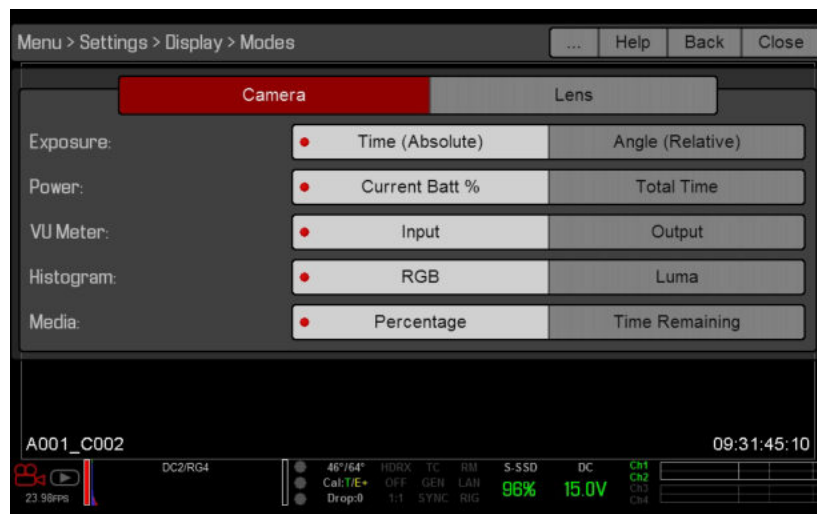 Menu > Settings > Display > Modes ... Help Back Close
Camera Lens
Exposure: Time (Absolute) Angle (Relative)
Power: Current Batt % Total Time
VU Meter: Input Output
Histogram: RGB Luma
Media: Percentage Time Remaining
A001_C002 09:31:45:10
DC2/RG4 46°/64° HDRX TC RM S-SSD DC Ch1
Cal:T/E+ OFF GEN LAN 96% 15.0V Ch2
23.98FPS Drop:0 1:1 SYNC RIG Ch3
Ch4